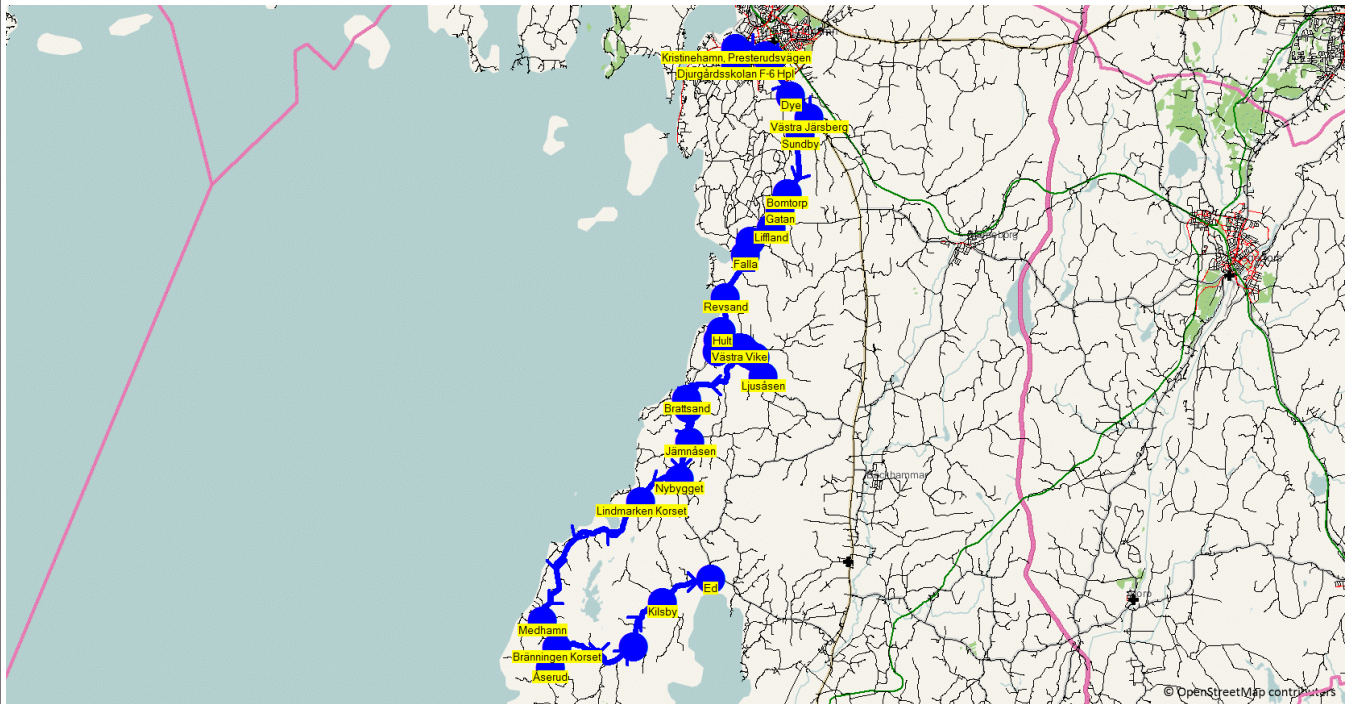 Kristinehamn, Presterudsvägen
Djurgårdsskolan F-6 Hpl
Dye
Västra Järsberg
Sundby
Bomtorp
Gatan
Liffland
Falla
Revsand
Hult
Västra Vike
Ljusåsen
Brattsand
Jämnåsen
Bäckhammar
Nybygget
Lindmarken Korset
Ed
Kilsby
Medhamn
Bränningen Korset
Åserud
© OpenStreetMap contributors